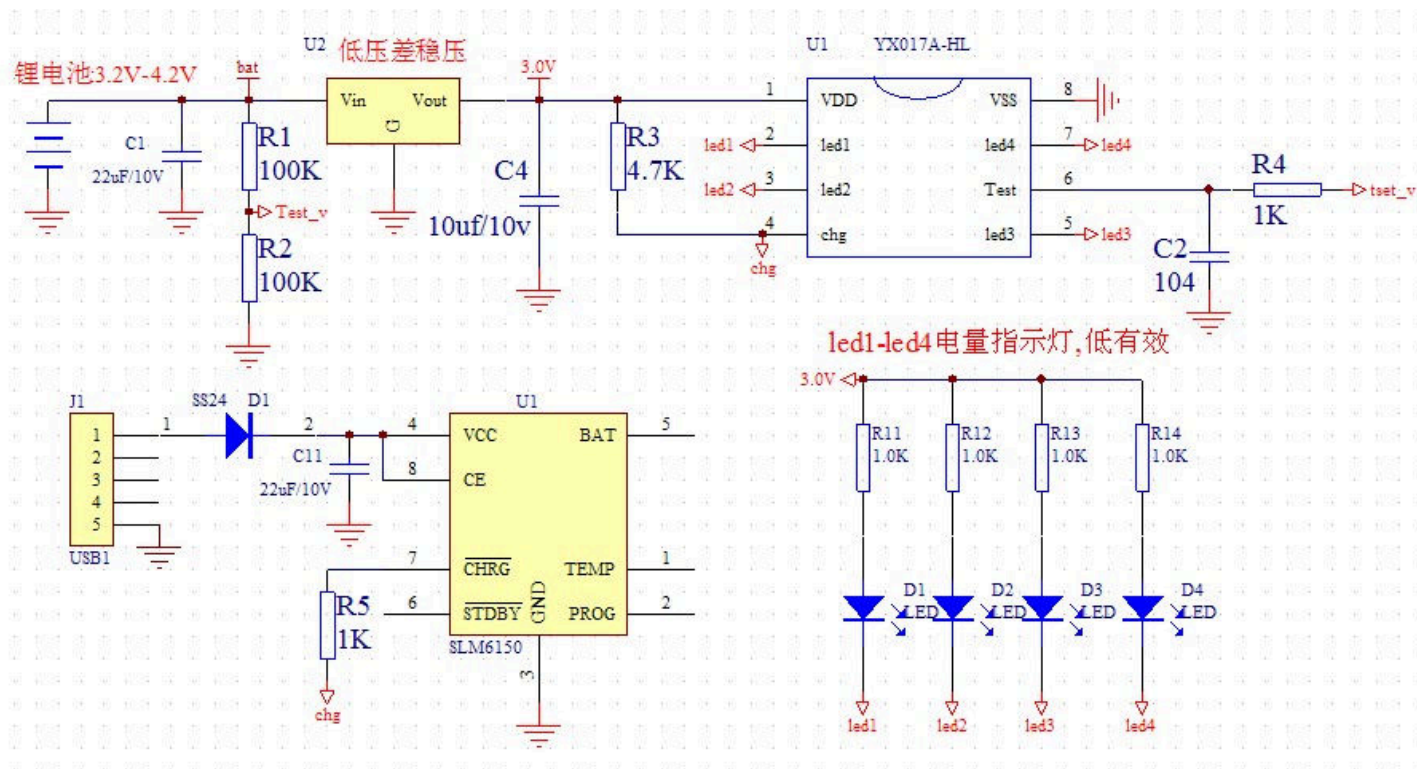 U2
低压差稳压
U1
YX017A-HL
锂电池:3.2V-4.2V
bat
3.0V
Vin
Vout
G
1
VDD
VSS
8
C1
22uF/10V
R1
100K
R3
4.7K
led1
2
led1
led4
7
led4
C4
10uf/10v
led2
3
led2
Test
6
R4
1K
tset_v
Test_v
4
chg
chg
led3
5
led3
R2
100K
C2
104
led1-led4电量指示灯,低有效
3.0V
J1
1
2
3
4
5
USB1
1
SS24
D1
2
C11
22uF/10V
U1
4
VCC
BAT
5
8
CE
7
CHRG
TEMP
1
6
STDBY
GND
PROG
2
SLM6150
3
R5
1K
chg
R11
1.0K
R12
1.0K
R13
1.0K
R14
1.0K
D1
LED
D2
LED
D3
LED
D4
LED
led1
led2
led3
led4